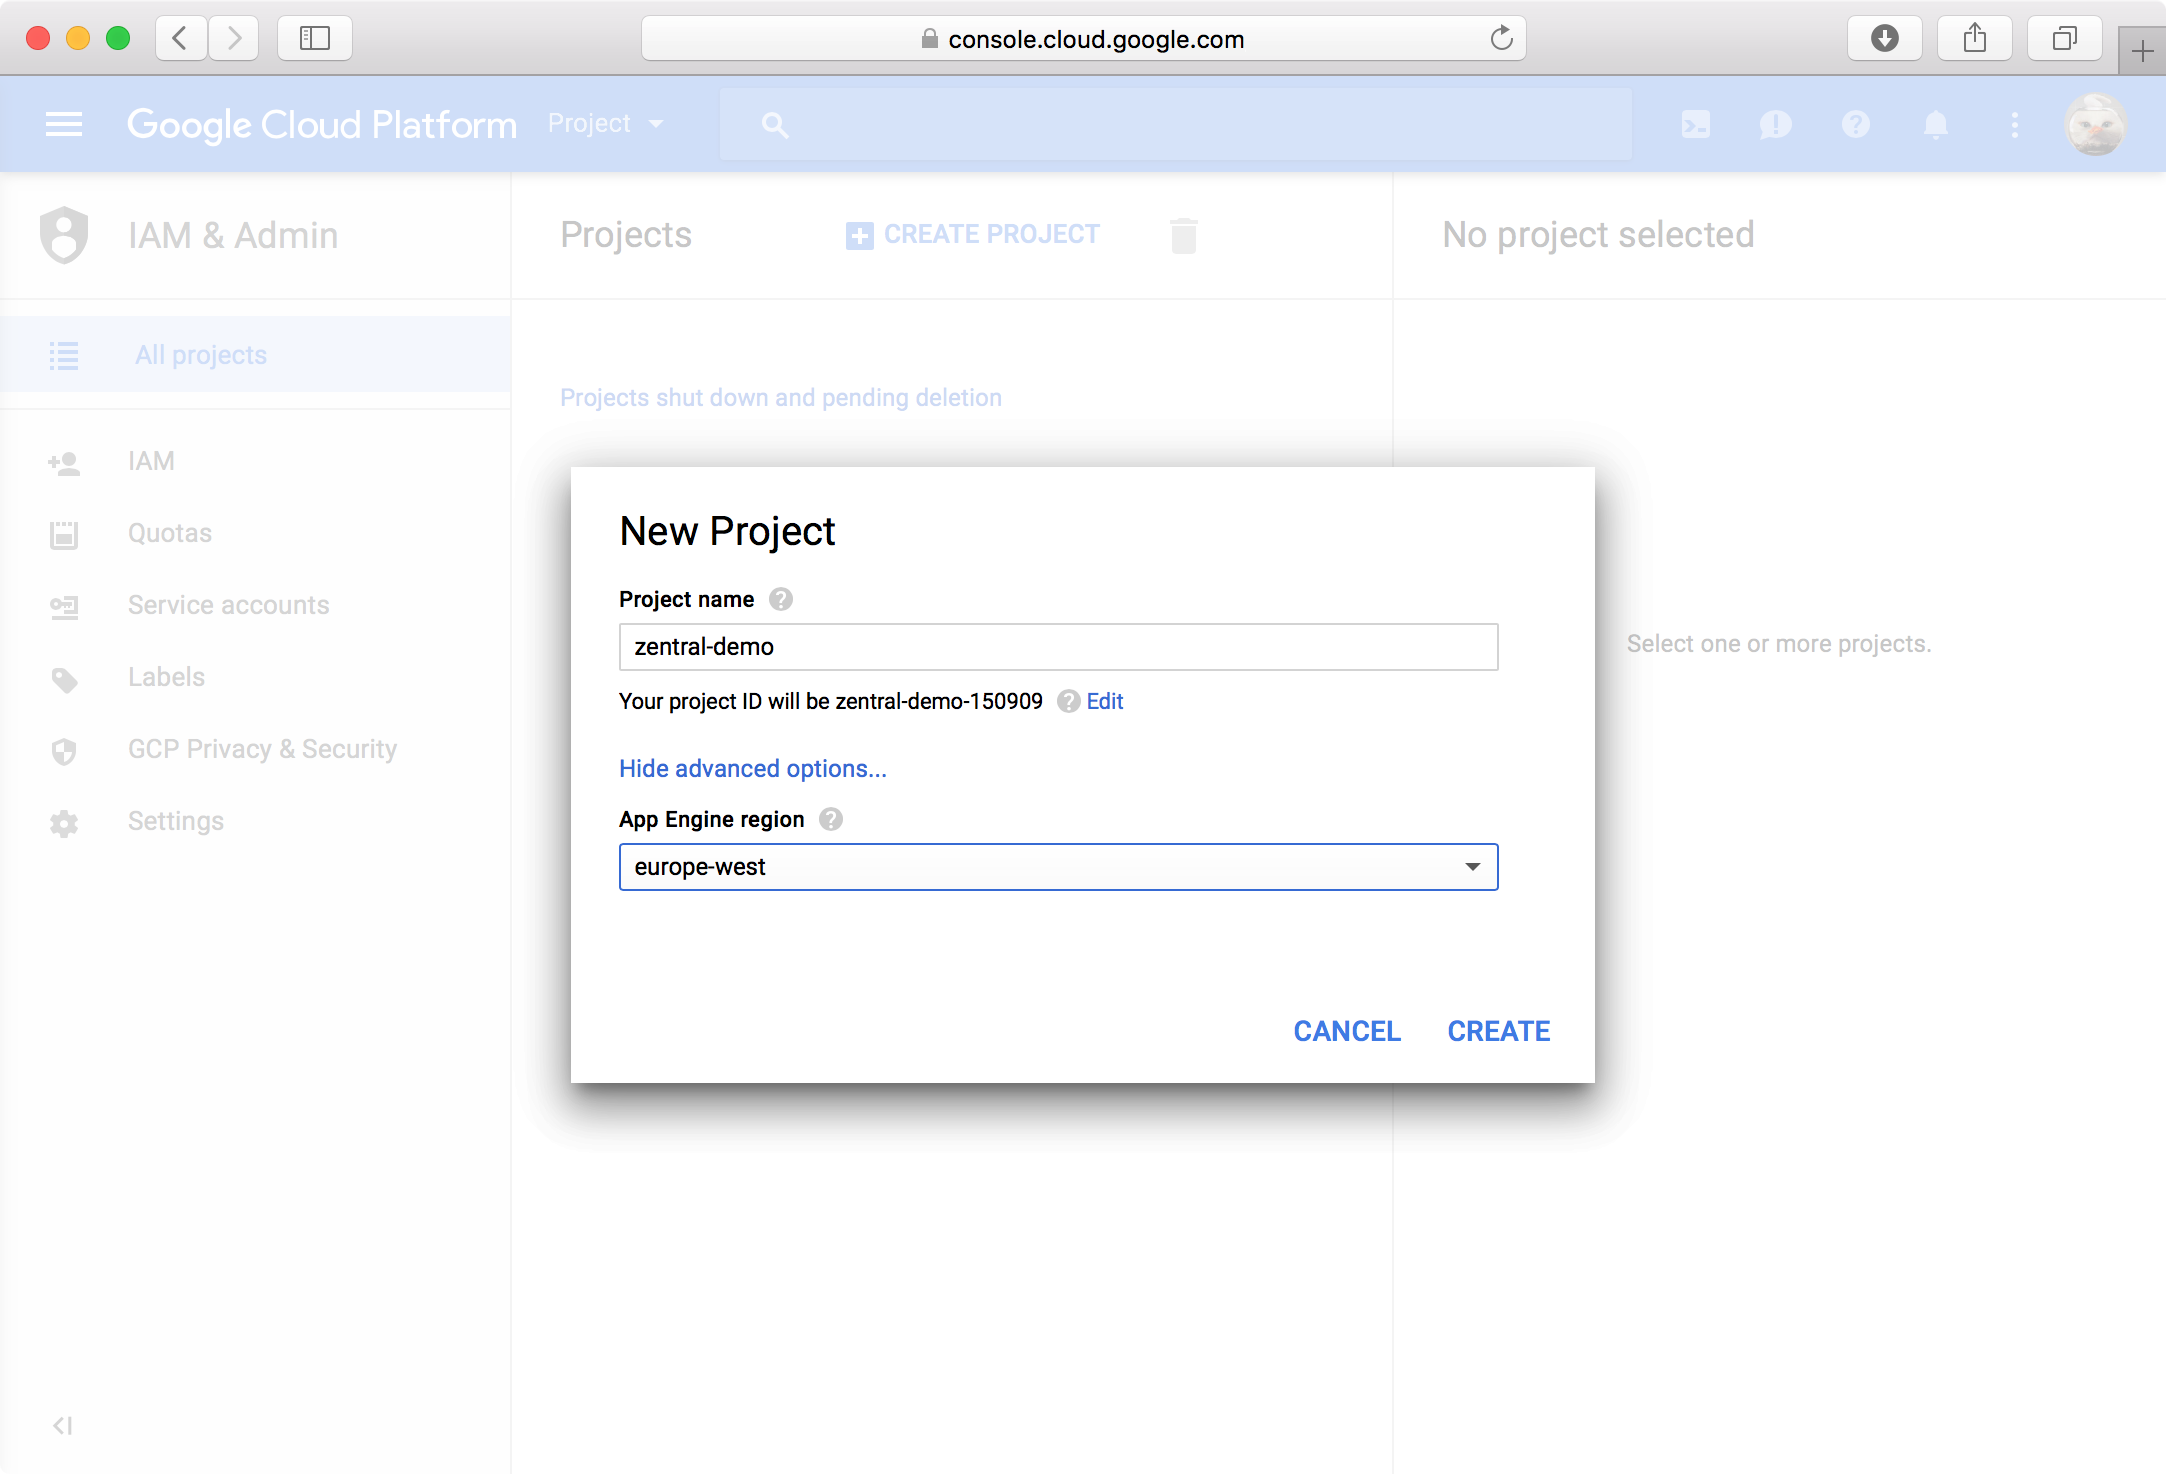 console.cloud.google.com
Google Cloud Platform Project
IAM & Admin
Projects CREATE PROJECT
No project selected
All projects
Projects shut down and pending deletion
IAM
Quotas
Service accounts
Labels
GCP Privacy & Security
Settings
New Project
Project name
zentral-demo
Your project ID will be zentral-demo-150909 Edit
Hide advanced options...
App Engine region
europe-west
CANCEL CREATE
Select one or more projects.